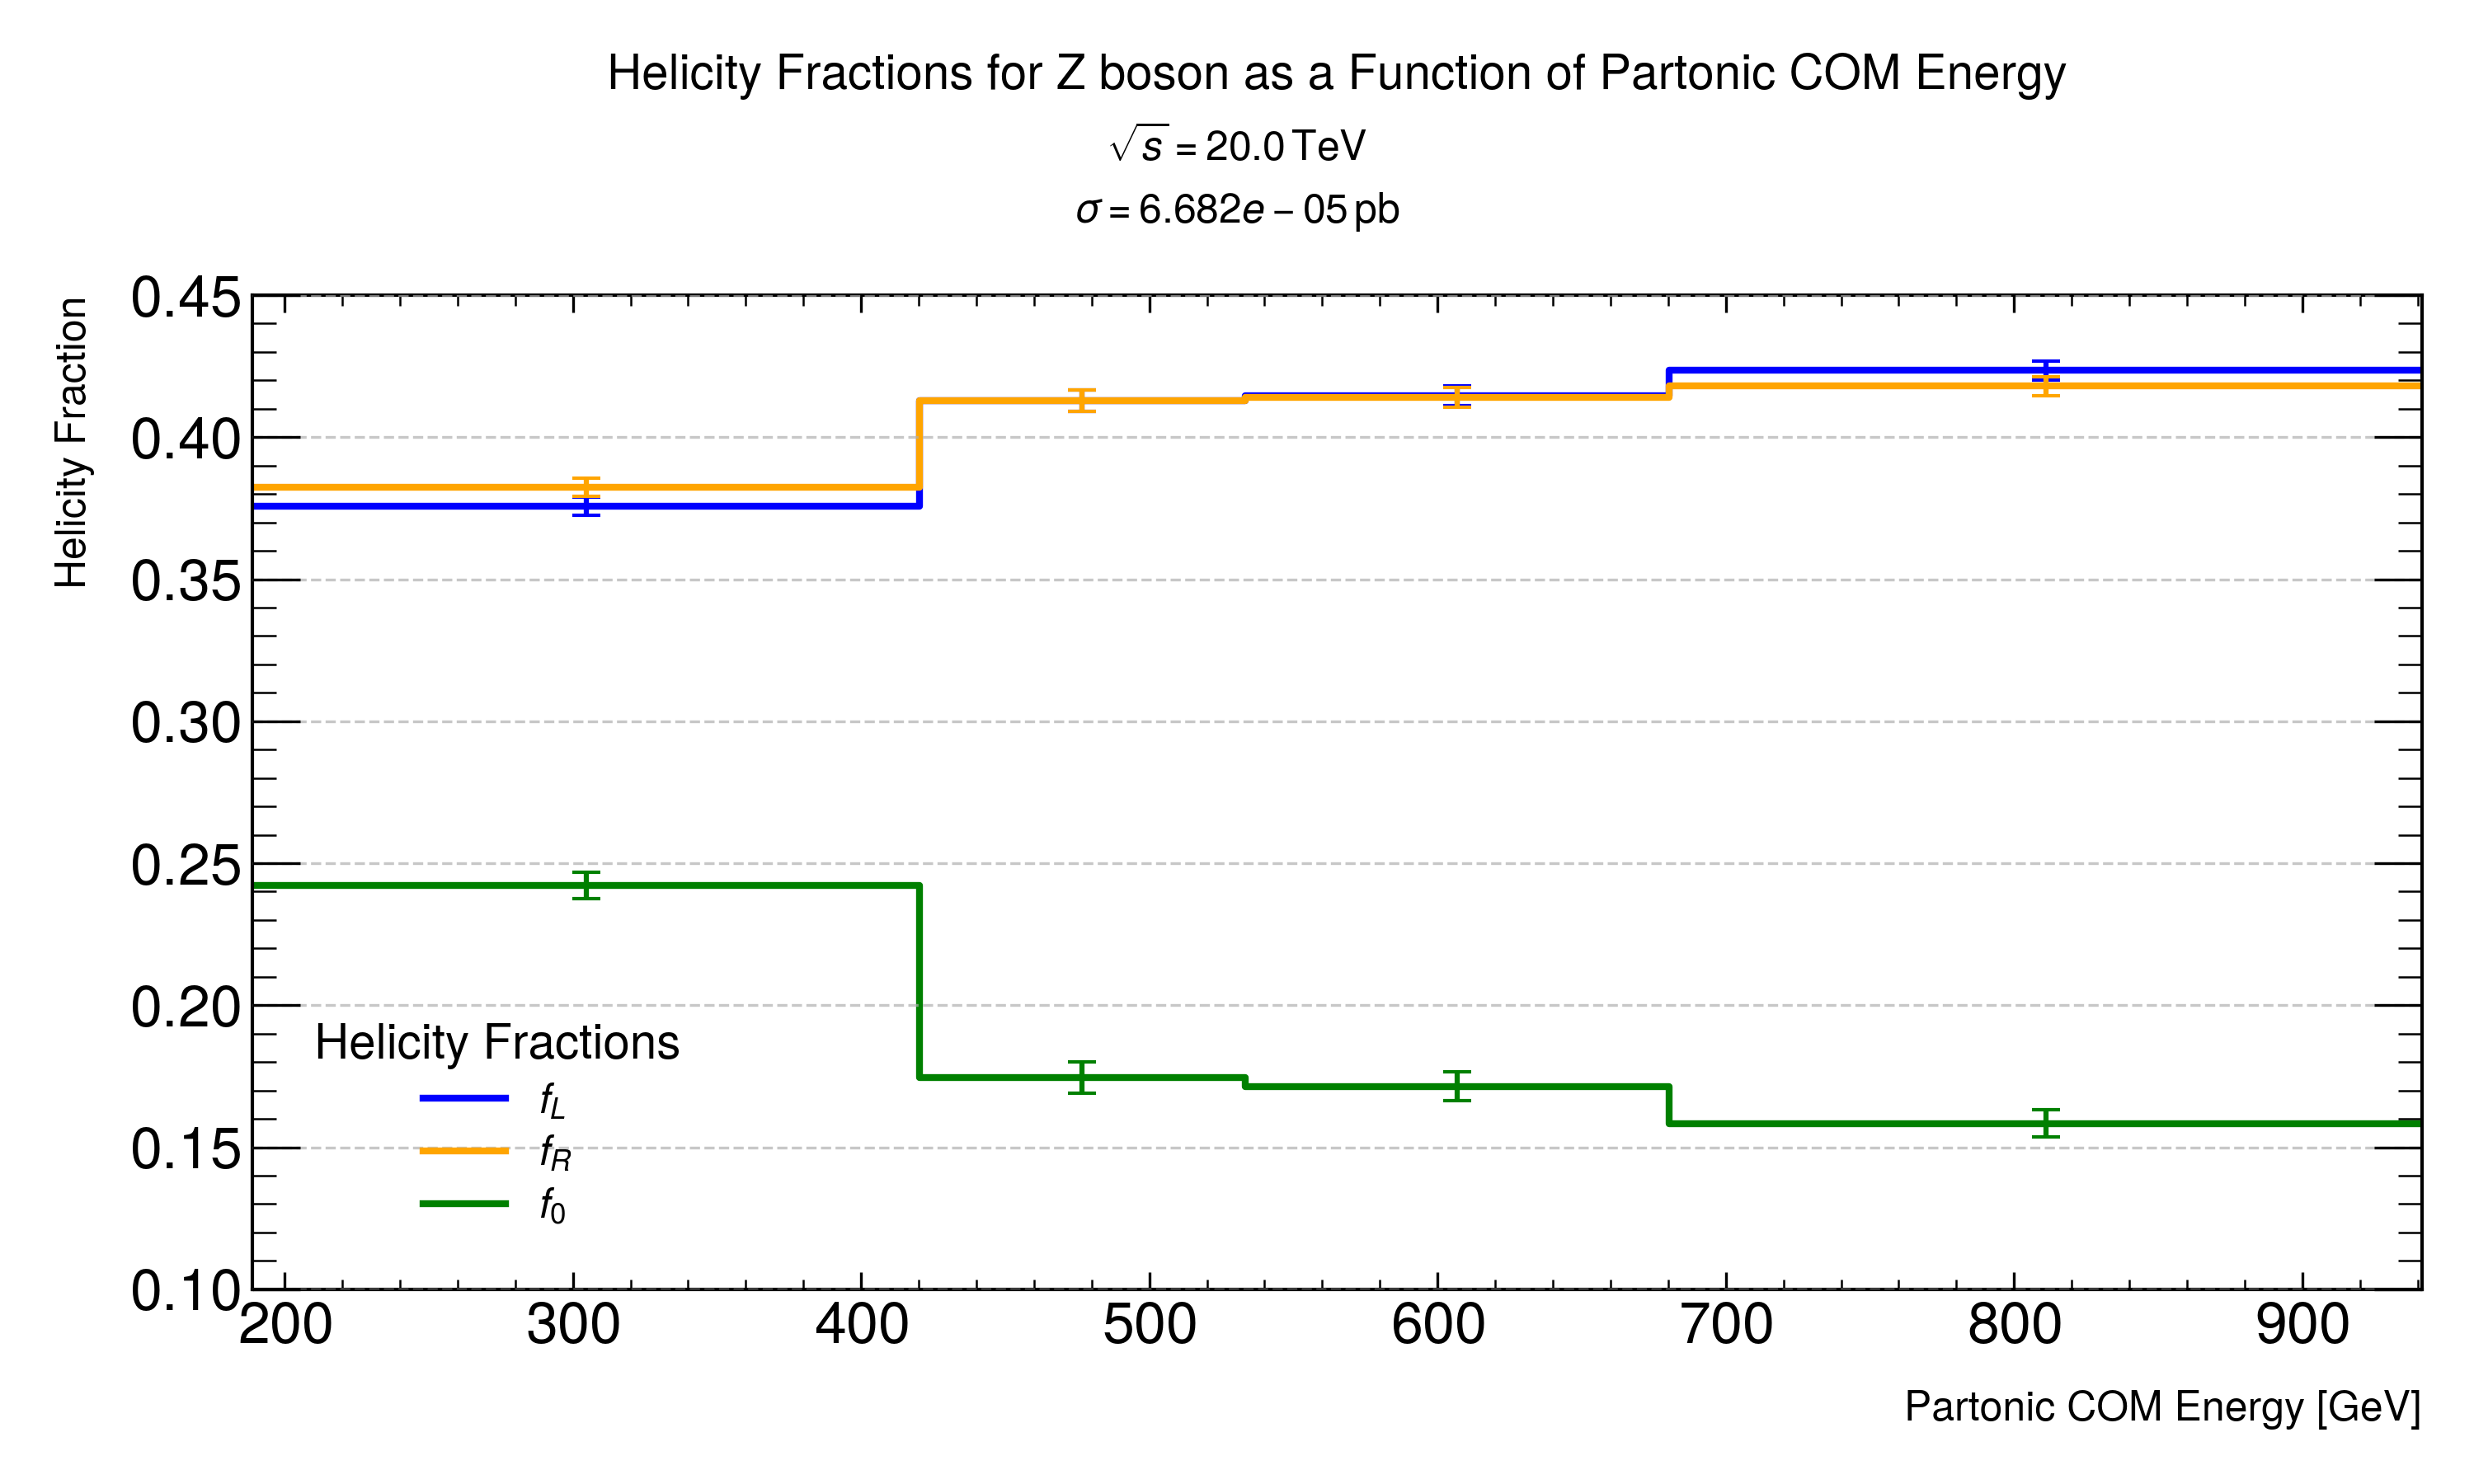 Helicity Fractions for Z boson as a Function of Partonic COM Energy
√s = 20.0 TeV
σ = 6.682e − 05 pb
Helicity Fraction
0.45
0.40
0.35
0.30
0.25
0.20
0.15
0.10
Helicity Fractions
f_L
f_R
f_0
200 300 400 500 600 700 800 900
Partonic COM Energy [GeV]